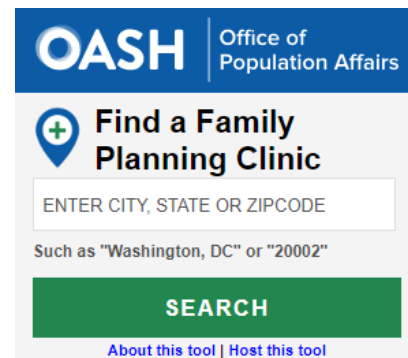 OASH
Office of
Population Affairs
Find a Family
Planning Clinic
ENTER CITY, STATE OR ZIPCODE
Such as "Washington, DC" or "20002"
SEARCH
About this tool | Host this tool